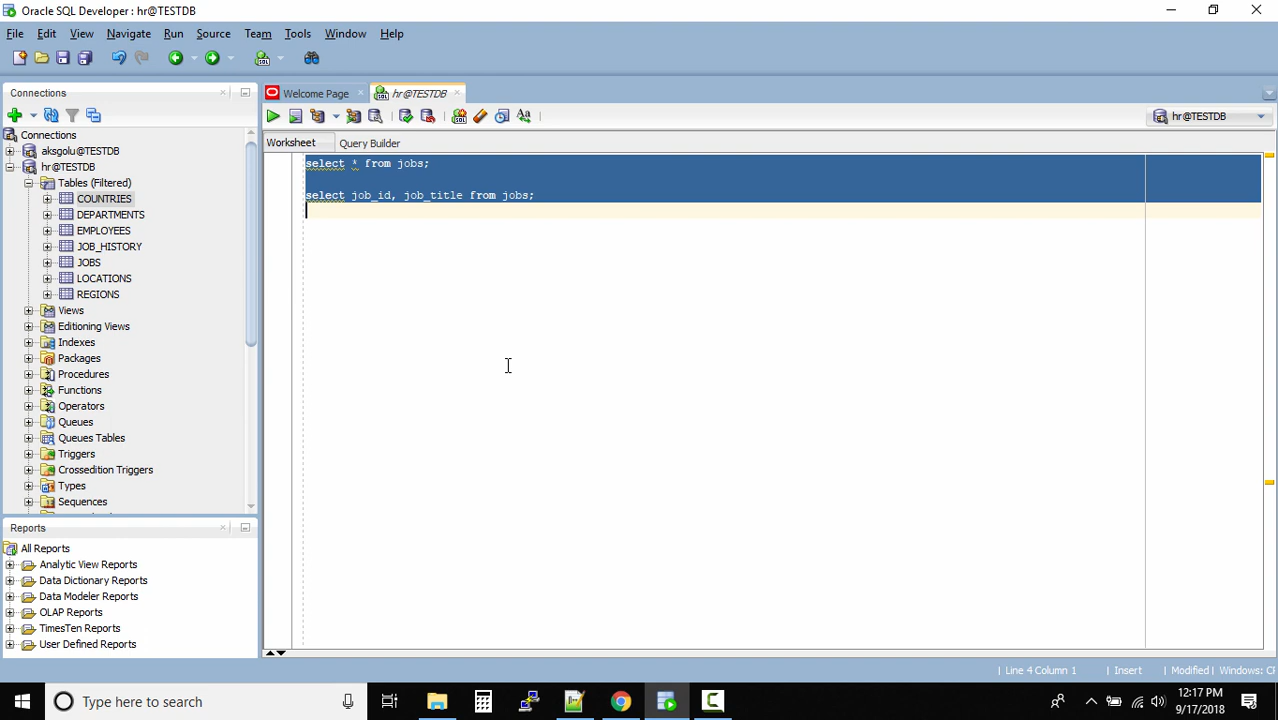 Oracle SQL Developer : hr@TESTDB
File Edit View Navigate Run Source Team Tools Window Help
Connections
Connections
aksgolu@TESTDB
hr@TESTDB
Tables (Filtered)
COUNTRIES
DEPARTMENTS
EMPLOYEES
JOB_HISTORY
JOBS
LOCATIONS
REGIONS
Views
Editioning Views
Indexes
Packages
Procedures
Functions
Operators
Queues
Queues Tables
Triggers
Crossedition Triggers
Types
Sequences
Reports
All Reports
Analytic View Reports
Data Dictionary Reports
Data Modeler Reports
OLAP Reports
TimesTen Reports
User Defined Reports
Welcome Page hr@TESTDB
hr@TESTDB
Worksheet Query Builder
select * from jobs;
select job_id, job_title from jobs;
Line 4 Column 1 Insert Modified Windows: CF
Type here to search
12:17 PM
9/17/2018